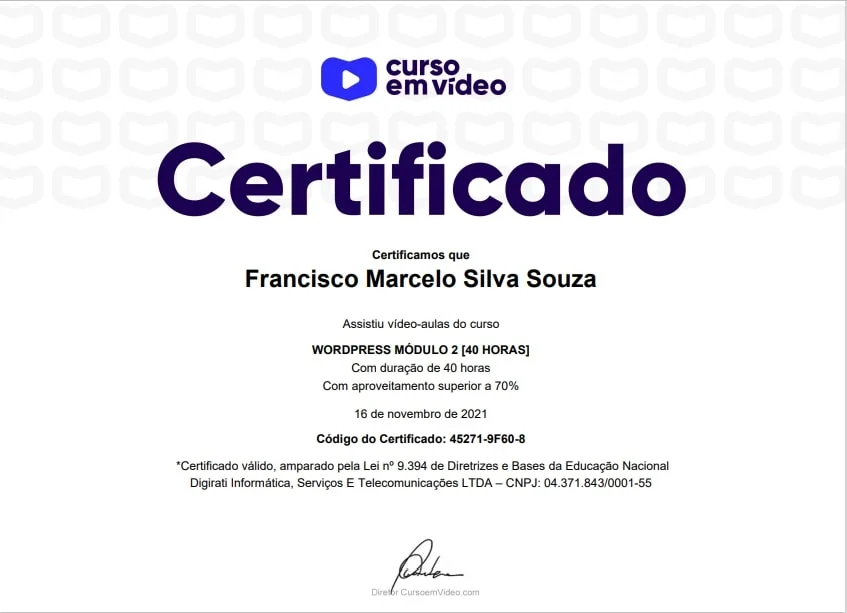 curso
em vídeo
Certificado
Certificamos que
Francisco Marcelo Silva Souza
Assistiu vídeo-aulas do curso
WORDPRESS MÓDULO 2 [40 HORAS]
Com duração de 40 horas
Com aproveitamento superior a 70%
16 de novembro de 2021
Código do Certificado: 45271-9F60-8
*Certificado válido, amparado pela Lei nº 9.394 de Diretrizes e Bases da Educação Nacional
Digirati Informática, Serviços E Telecomunicações LTDA – CNPJ: 04.371.843/0001-55
Diretor CursoemVideo.com